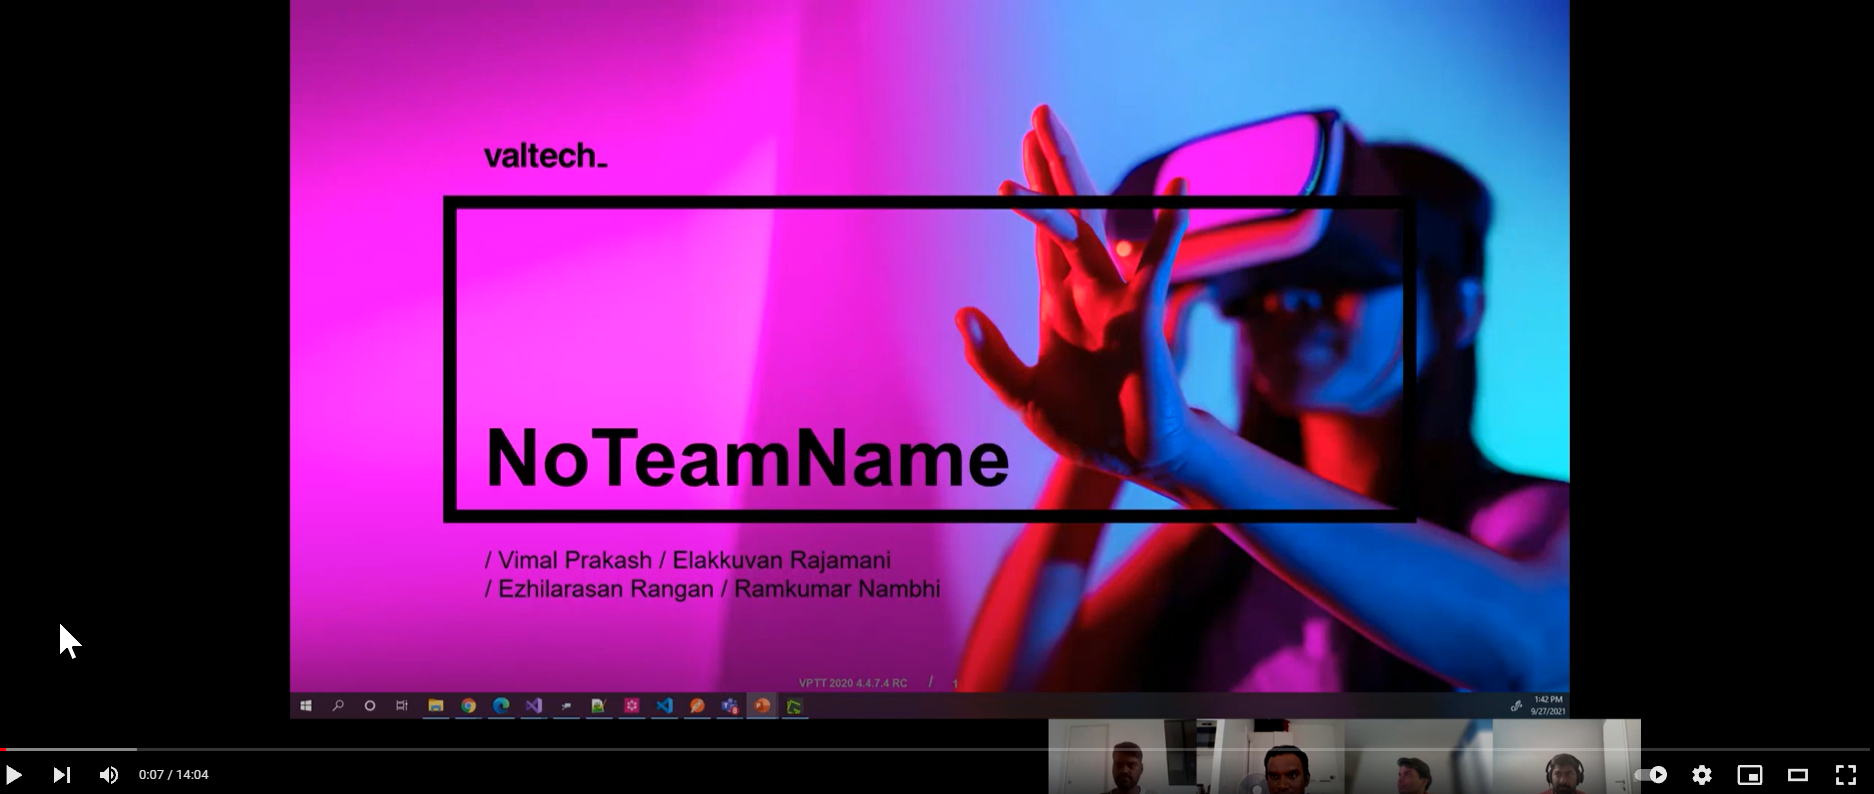 valtech_
NoTeamName
/ Vimal Prakash / Elakkuvan Rajamani
/ Ezhilarasan Rangan / Ramkumar Nambhi
VPTT 2020 4.4.7.4 RC / 1
1:42 PM
9/27/2021
0:07 / 14:04